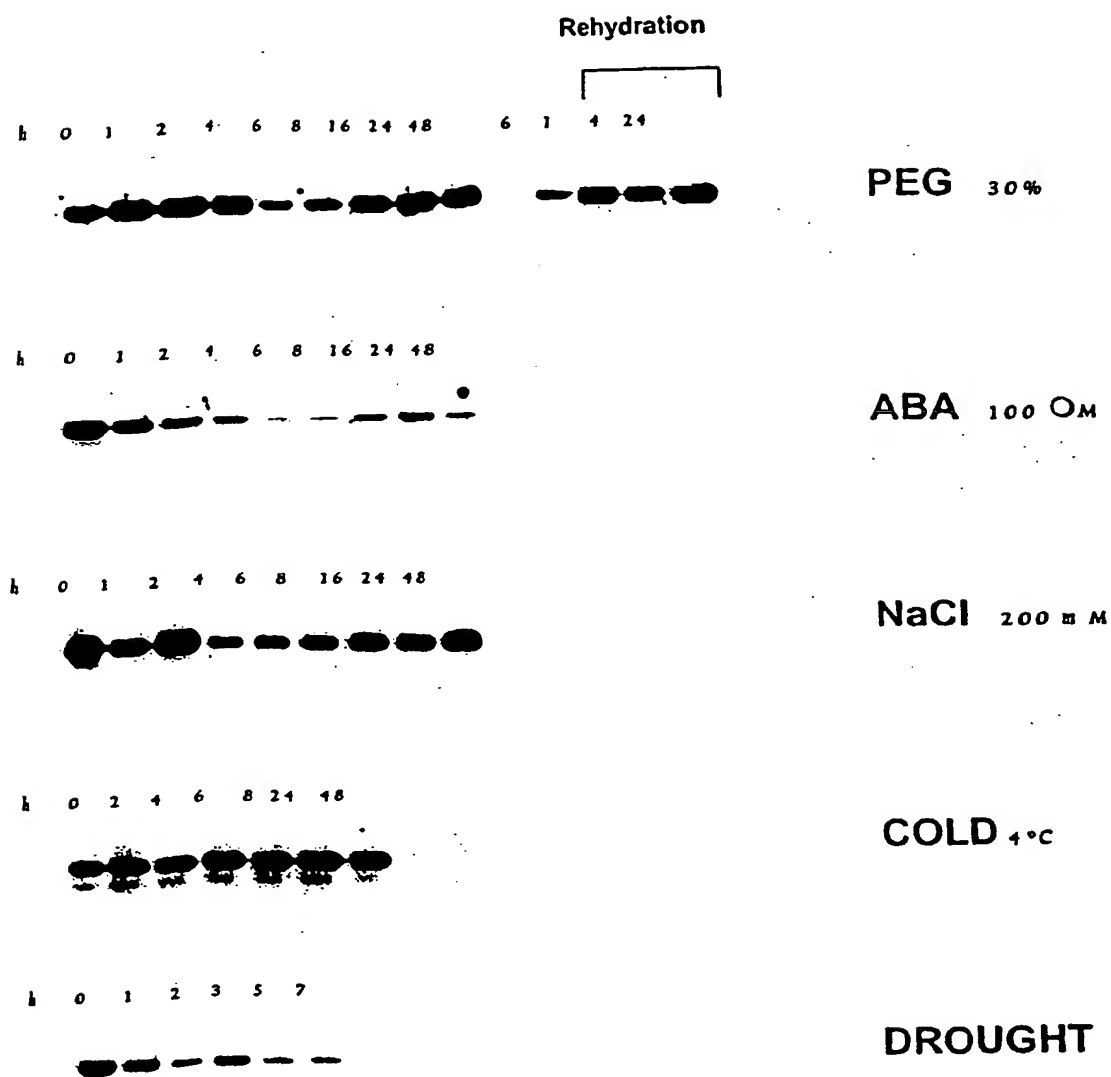 Rehydration
h 0 1 2 4 6 8 16 24 48 6 1 4 24
PEG 30%
h 0 1 2 4 6 8 16 24 48
ABA 100 OM
h 0 1 2 4 6 8 16 24 48
NaCl 200 mM
h 0 2 4 6 8 24 48
COLD 4°C
h 0 1 2 3 5 7
DROUGHT